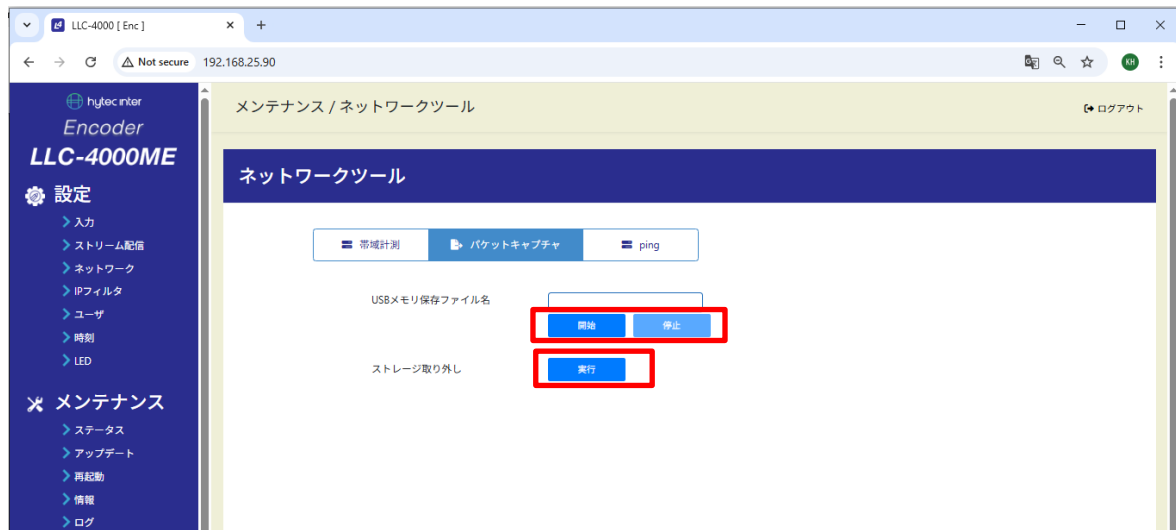 LLC-4000 [ Enc ]
Not secure 192.168.25.90
KH
hytec inter
Encoder
LLC-4000ME
設定
入力
ストリーム配信
ネットワーク
IPフィルタ
ユーザ
時刻
LED
メンテナンス
ステータス
アップデート
再起動
情報
ログ
メンテナンス / ネットワークツール
ログアウト
ネットワークツール
帯域計測 パケットキャプチャ ping
USBメモリ保存ファイル名
開始 停止
ストレージ取り外し 実行